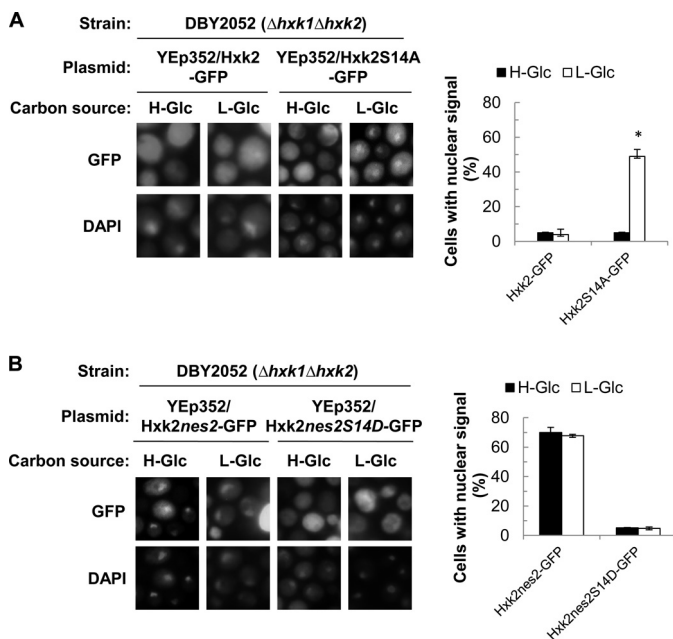 A
Strain: DBY2052 (Δhxk1Δhxk2)
Plasmid: YEp352/Hxk2 -GFP YEp352/Hxk2S14A -GFP
Carbon source: H-Glc L-Glc H-Glc L-Glc
GFP
DAPI
H-Glc L-Glc
Cells with nuclear signal (%)
80
60
40
20
0
*
Hxk2-GFP
Hxk2S14A-GFP
B
Strain: DBY2052 (Δhxk1Δhxk2)
Plasmid: YEp352/ Hxk2nes2-GFP YEp352/ Hxk2nes2S14D-GFP
Carbon source: H-Glc L-Glc H-Glc L-Glc
GFP
DAPI
H-Glc L-Glc
Cells with nuclear signal (%)
80
60
40
20
0
Hxk2nes2-GFP
Hxk2nes2S14D-GFP